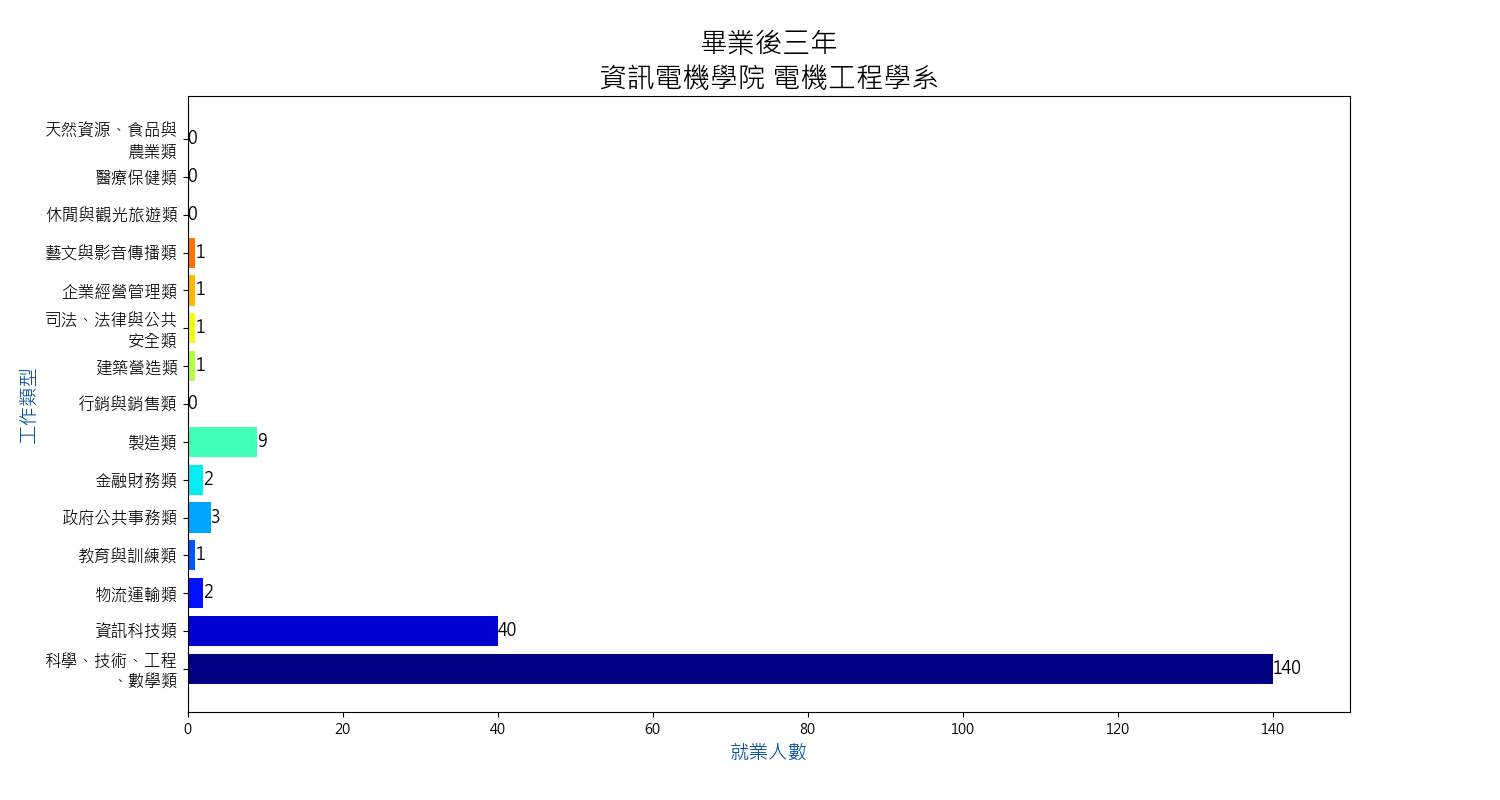 畢業後三年
資訊電機學院 電機工程學系
天然資源、食品與
農業類
0
醫療保健類
0
休閒與觀光旅遊類
0
藝文與影音傳播類
1
企業經營管理類
1
司法、法律與公共
安全類
1
建築營造類
1
行銷與銷售類
0
製造類
9
金融財務類
2
政府公共事務類
3
教育與訓練類
1
物流運輸類
2
資訊科技類
40
科學、技術、工程
、數學類
140
工作類型
0 20 40 60 80 100 120 140
就業人數